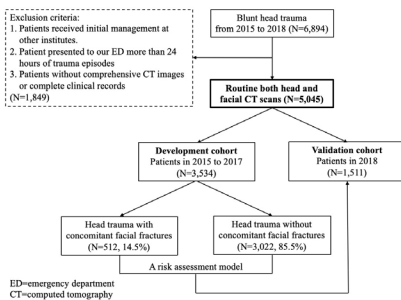 Exclusion criteria:
1. Patients received initial management at
other institutes.
2. Patient presented to our ED more than 24
hours of trauma episodes
3. Patients without comprehensive CT images
or complete clinical records
(N=1,849)
Blunt head trauma
from 2015 to 2018 (N=6,894)
Routine both head and
facial CT scans (N=5,045)
Development cohort
Patients in 2015 to 2017
(N=3,534)
Validation cohort
Patients in 2018
(N=1,511)
Head trauma with
concomitant facial fractures
(N=512, 14.5%)
Head trauma without
concomitant facial fractures
(N=3,022, 85.5%)
A risk assessment model
ED=emergency department
CT=computed tomography